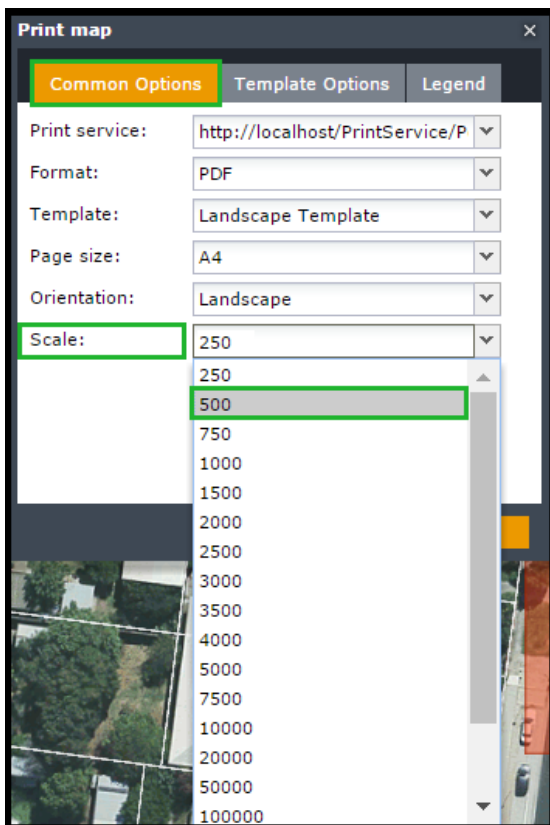 Print map
Common Options Template Options Legend
Print service: http://localhost/PrintService/P
Format: PDF
Template: Landscape Template
Page size: A4
Orientation: Landscape
Scale: 250
250
500
750
1000
1500
2000
2500
3000
3500
4000
5000
7500
10000
20000
50000
100000